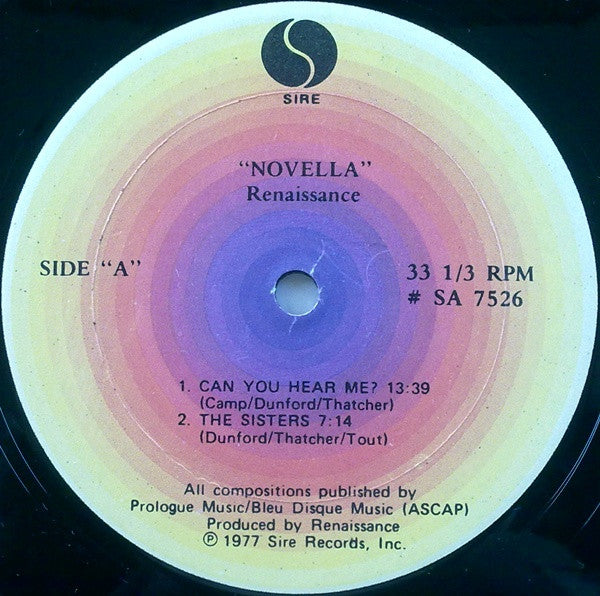 SIRE
"NOVELLA"
Renaissance
SIDE "A"
33 1/3 RPM
# SA 7526
1. CAN YOU HEAR ME? 13:39
(Camp/Dunford/Thatcher)
2. THE SISTERS 7:14
(Dunford/Thatcher/Tout)
All compositions published by
Prologue Music/Bleu Disque Music (ASCAP)
Produced by Renaissance
℗ 1977 Sire Records, Inc.